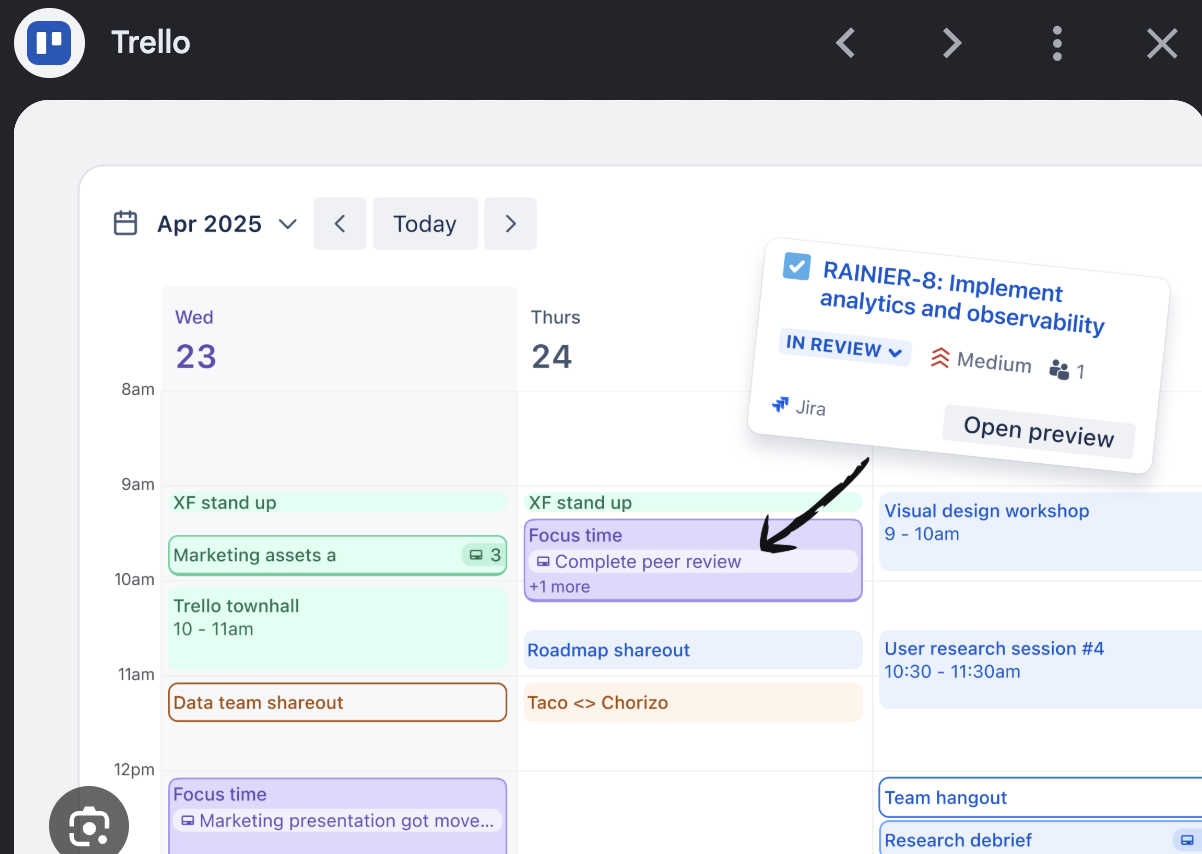 Trello
Apr 2025
Today
RAINIER-8: Implement
analytics and observability
IN REVIEW
Medium
1
Jira
Open preview
Wed
23
Thurs
24
8am
9am
10am
11am
12pm
XF stand up
Marketing assets a
3
Trello townhall
10 - 11am
Data team shareout
Focus time
Marketing presentation got move...
XF stand up
Focus time
Complete peer review
+1 more
Roadmap shareout
Taco <> Chorizo
Visual design workshop
9 - 10am
User research session #4
10:30 - 11:30am
Team hangout
Research debrief